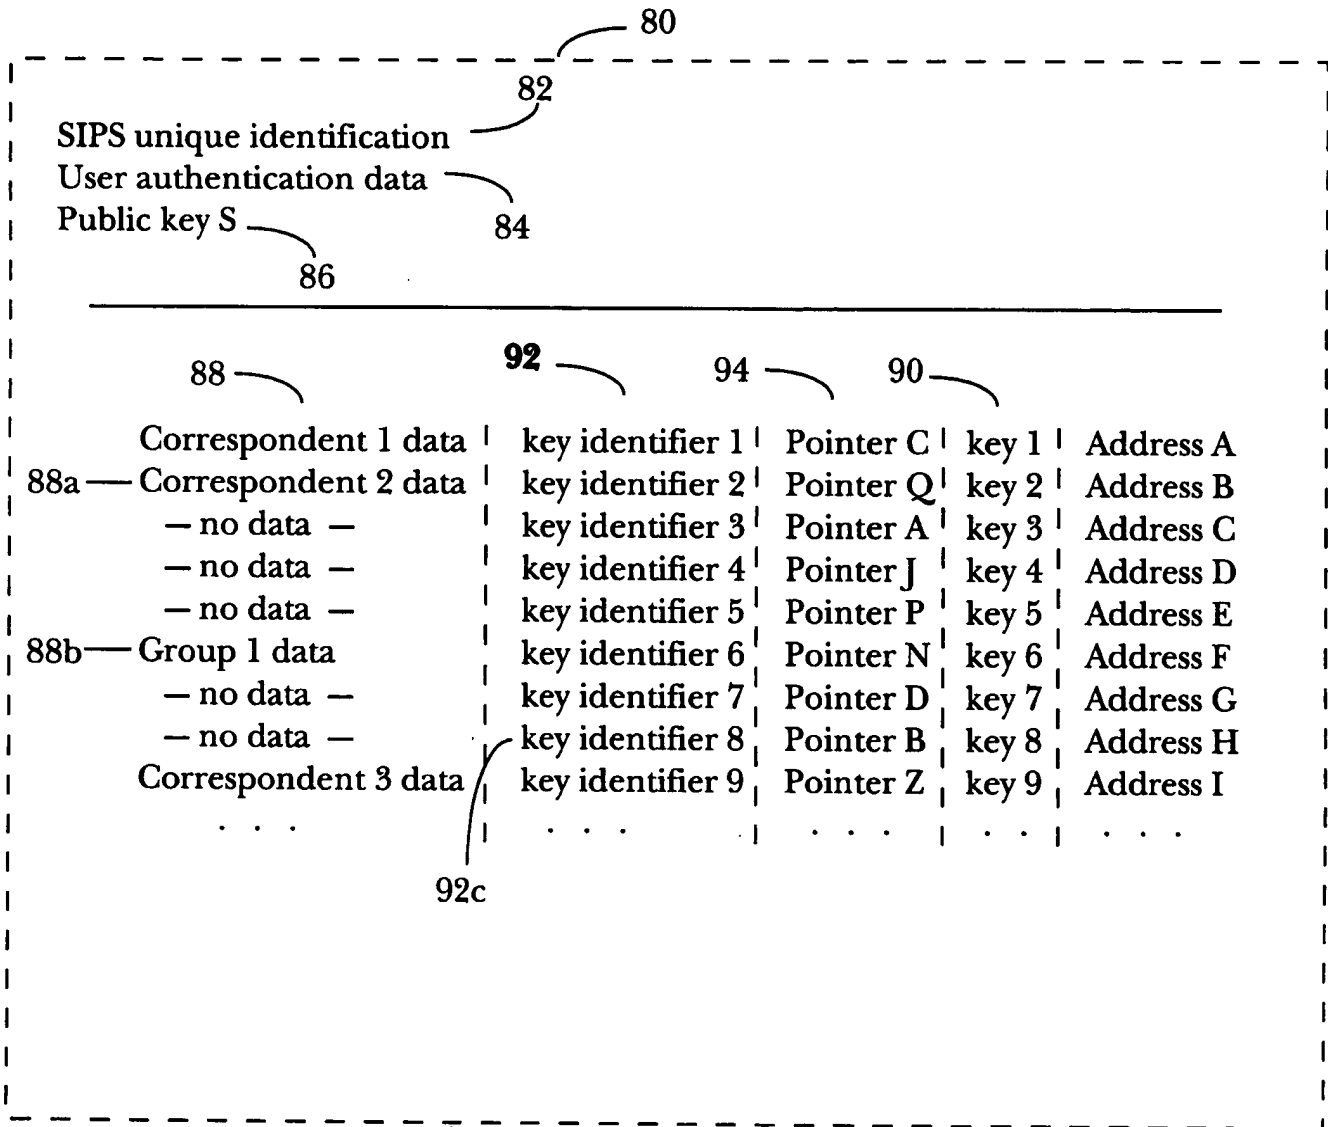 80
82
SIPS unique identification
User authentication data
84
Public key S
86
88 92 94 90
Correspondent 1 data key identifier 1 Pointer C key 1 Address A
88a Correspondent 2 data key identifier 2 Pointer Q key 2 Address B
– no data – key identifier 3 Pointer A key 3 Address C
– no data – key identifier 4 Pointer J key 4 Address D
– no data – key identifier 5 Pointer P key 5 Address E
88b Group 1 data key identifier 6 Pointer N key 6 Address F
– no data – key identifier 7 Pointer D key 7 Address G
– no data – key identifier 8 Pointer B key 8 Address H
Correspondent 3 data key identifier 9 Pointer Z key 9 Address I
. . . . . . . . . . . . . .
92c